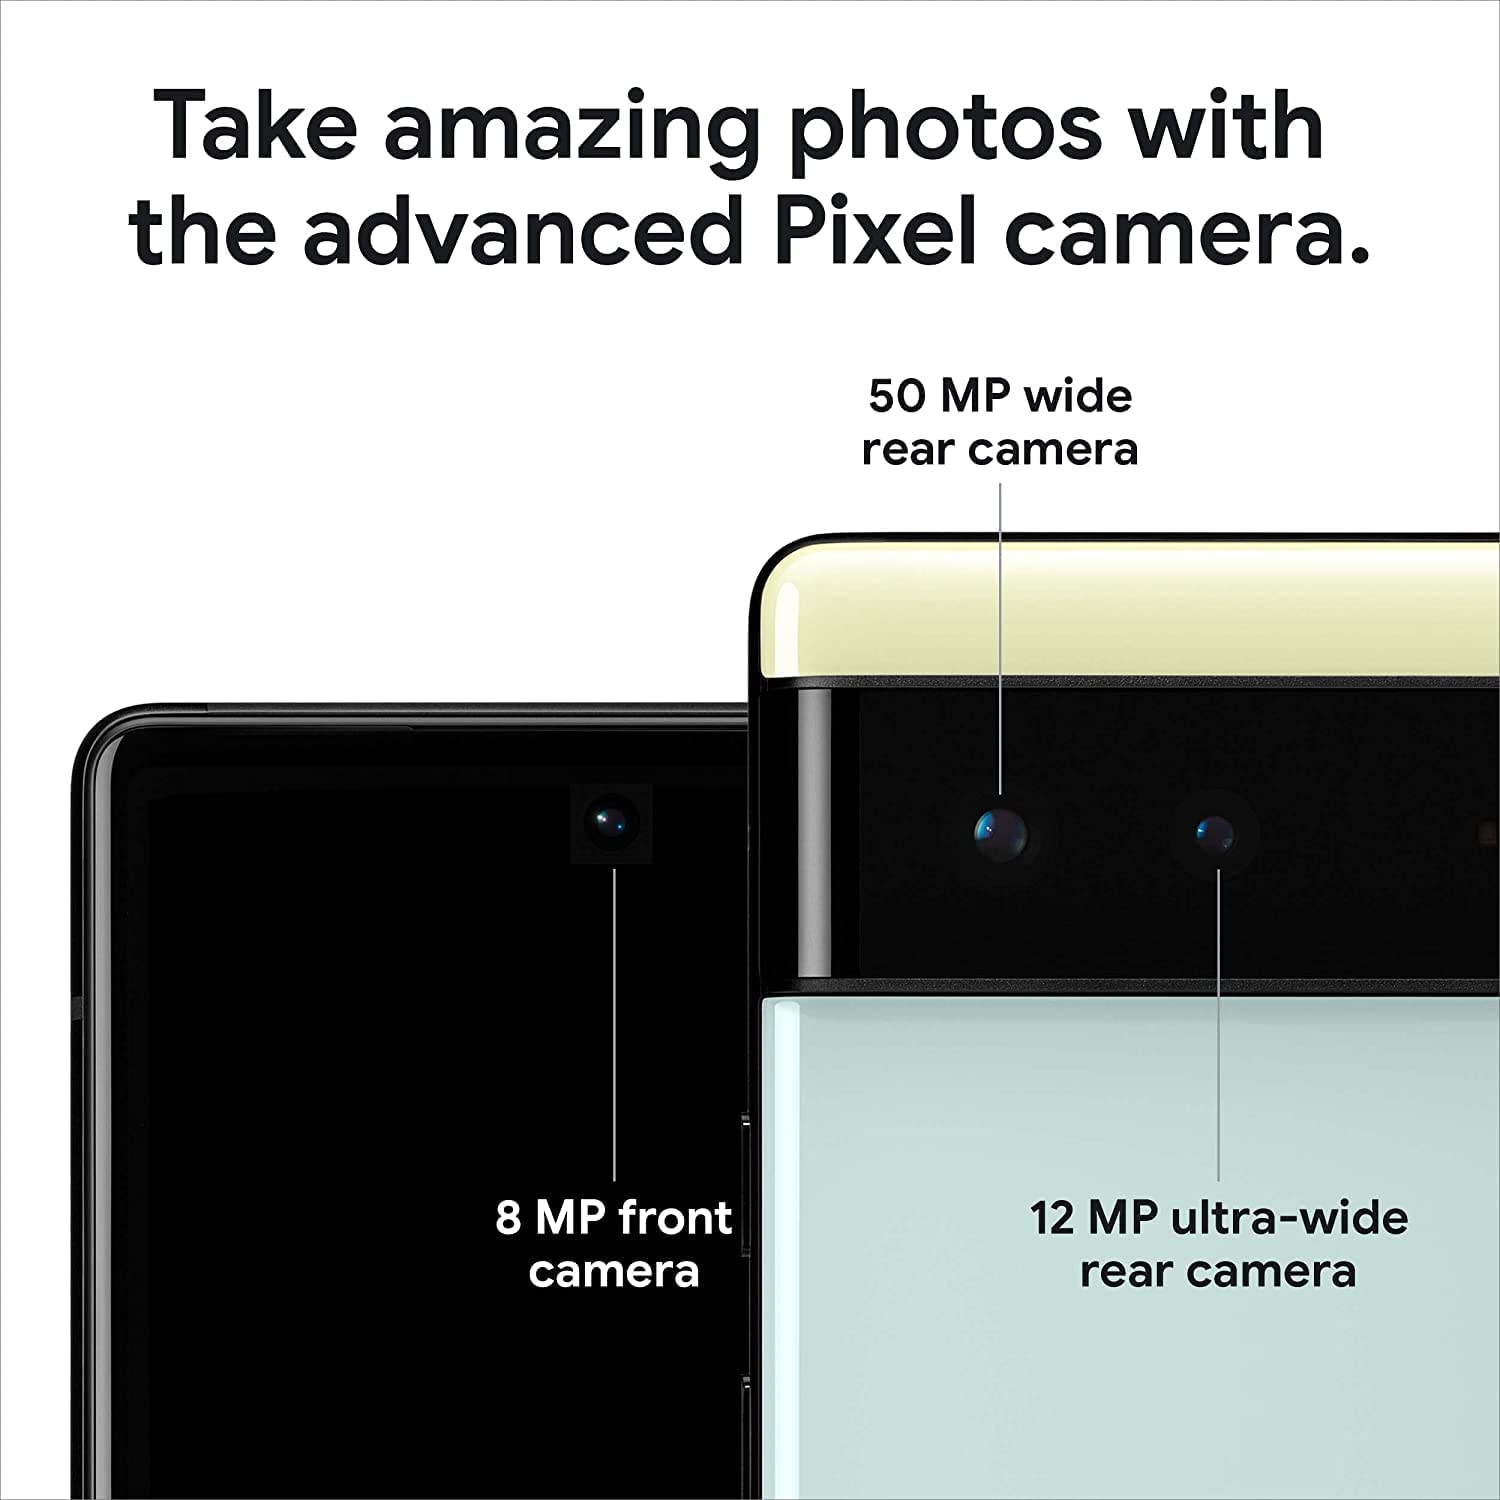 Take amazing photos with
the advanced Pixel camera.
50 MP wide
rear camera
8 MP front
camera
12 MP ultra-wide
rear camera